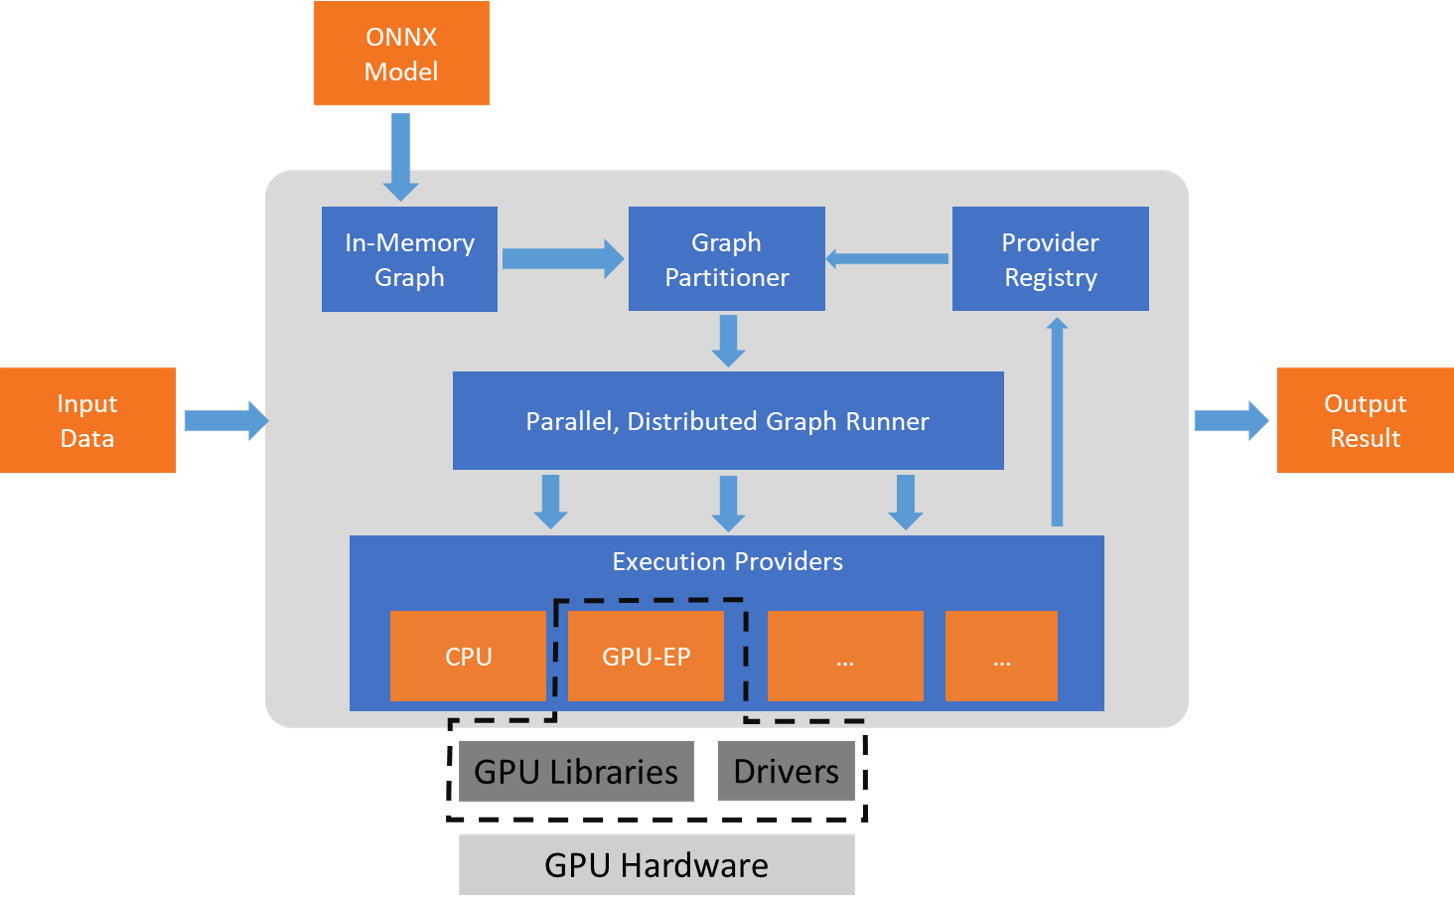 ONNX
Model
In-Memory
Graph
Graph
Partitioner
Provider
Registry
Input
Data
Parallel, Distributed Graph Runner
Output
Result
Execution Providers
CPU
GPU-EP
...
...
GPU Libraries
Drivers
GPU Hardware